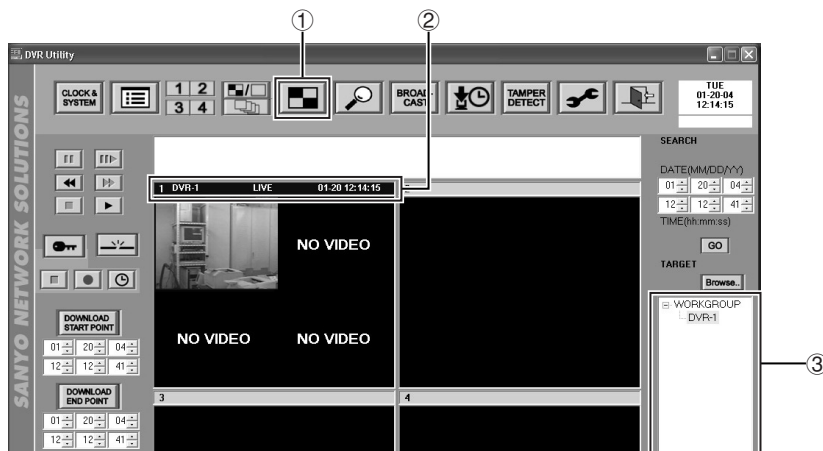 ① ②
DVR Utility
CLOCK & SYSTEM
1 2
3 4
BROAD-CAST
TAMPER DETECT
TUE
01-20-04
12:14:15
SANYO NETWORK SOLUTIONS
SEARCH
DATE(MM/DD/YY)
01 20 04
12 12 41
TIME(hh:mm:ss)
GO
TARGET
Browse..
WORKGROUP
DVR-1
③
1 DVR-1 LIVE 01-20 12:14:15
NO VIDEO
NO VIDEO NO VIDEO
3 4
DOWNLOAD
START POINT
01 20 04
12 12 41
DOWNLOAD
END POINT
01 20 04
12 12 41